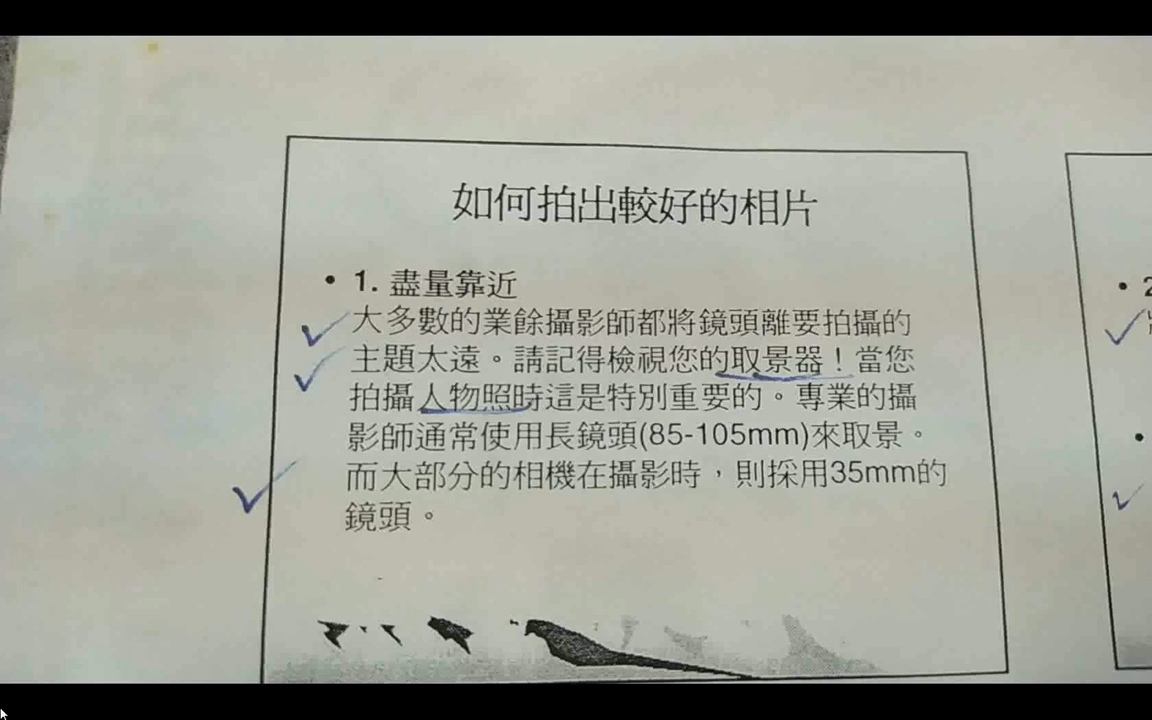 如何拍出較好的相片
• 1. 盡量靠近
大多數的業餘攝影師都將鏡頭離要拍攝的
主題太遠。請記得檢視您的取景器！當您
拍攝人物照時這是特別重要的。專業的攝
影師通常使用長鏡頭(85-105mm)來取景。
而大部分的相機在攝影時，則採用35mm的
鏡頭。
• 2